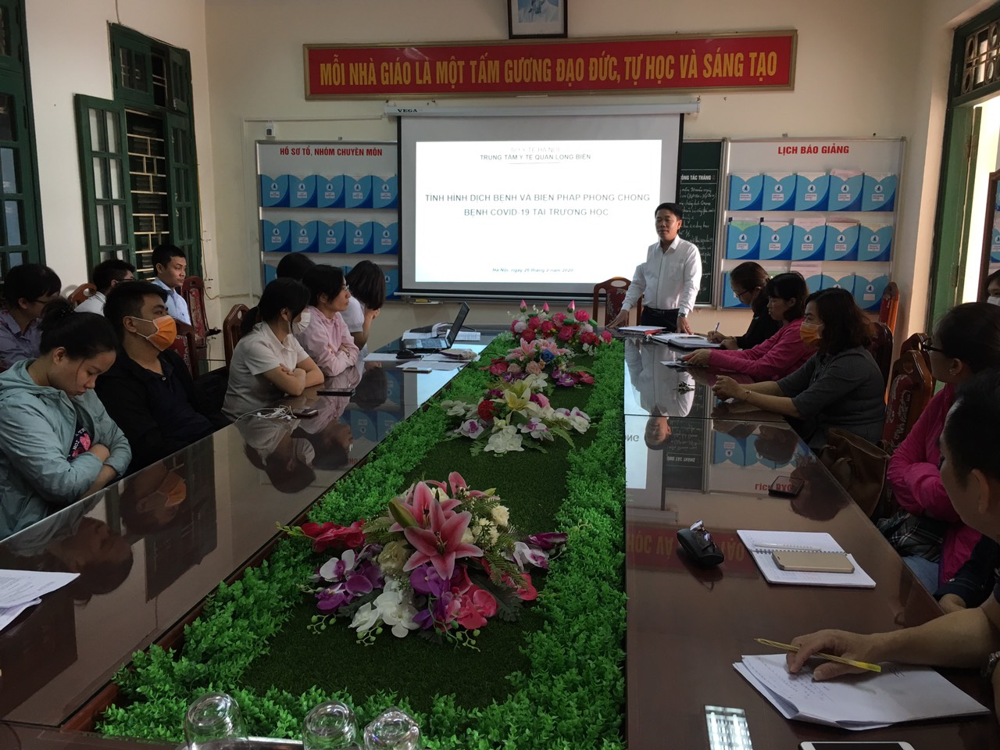 MỖI NHÀ GIÁO LA MỘT TẤM GƯƠNG ĐẠO ĐỨC, TỰ HỌC VÀ SÁNG TẠO
VEGA
HỒ SƠ TỔ, NHÓM CHUYÊN MÔN
LỊCH BÁO GIẢNG
SỞ Y TẾ HÀ NỘI
TRUNG TÂM Y TẾ QUẬN LONG BIÊN
TÌNH HÌNH DỊCH BỆNH VÀ BIỆN PHÁP PHÒNG CHỐNG
BỆNH COVID-19 TẠI TRƯỜNG HỌC
Hà Nội, ngày 25 tháng 2 năm 2020
CÔNG TÁC THÁNG